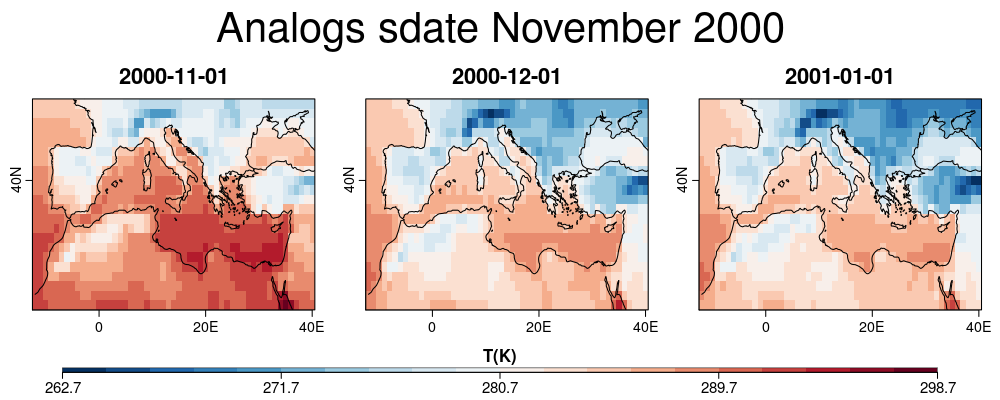 Analogs sdate November 2000
2000-11-01 2000-12-01 2001-01-01
40N 40N 40N
0 20E 40E 0 20E 40E 0 20E 40E
T(K)
262.7 271.7 280.7 289.7 298.7